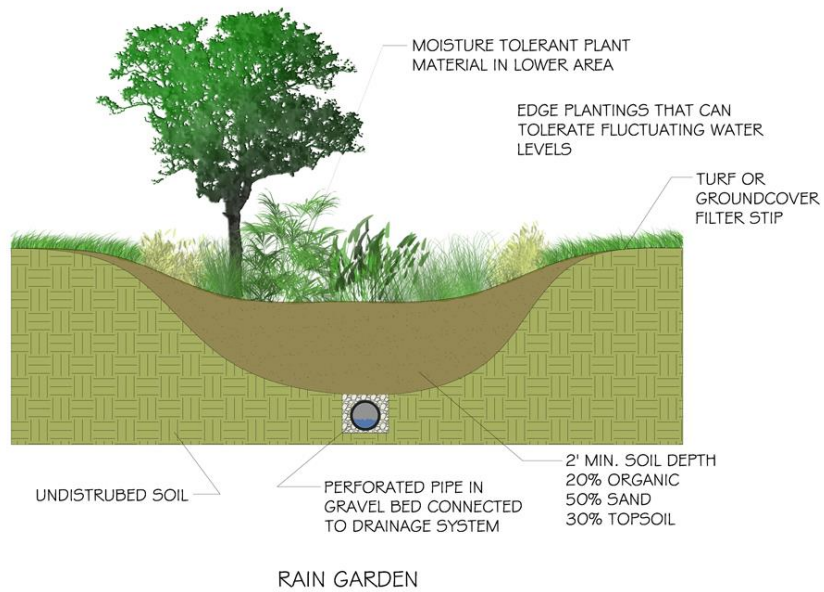 MOISTURE TOLERANT PLANT
MATERIAL IN LOWER AREA
EDGE PLANTINGS THAT CAN
TOLERATE FLUCTUATING WATER
LEVELS
TURF OR
GROUNDCOVER
FILTER STIP
2' MIN. SOIL DEPTH
20% ORGANIC
50% SAND
30% TOPSOIL
UNDISTRUBED SOIL
PERFORATED PIPE IN
GRAVEL BED CONNECTED
TO DRAINAGE SYSTEM
RAIN GARDEN